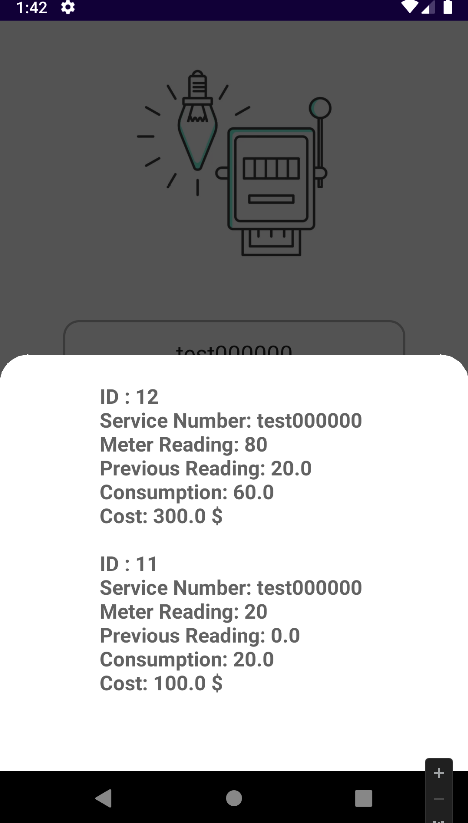 1:42
test000000
ID : 12
Service Number: test000000
Meter Reading: 80
Previous Reading: 20.0
Consumption: 60.0
Cost: 300.0 $
ID : 11
Service Number: test000000
Meter Reading: 20
Previous Reading: 0.0
Consumption: 20.0
Cost: 100.0 $